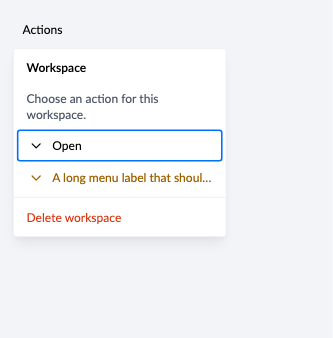 Actions
Workspace
Choose an action for this
workspace.
Open
A long menu label that shoul...
Delete workspace